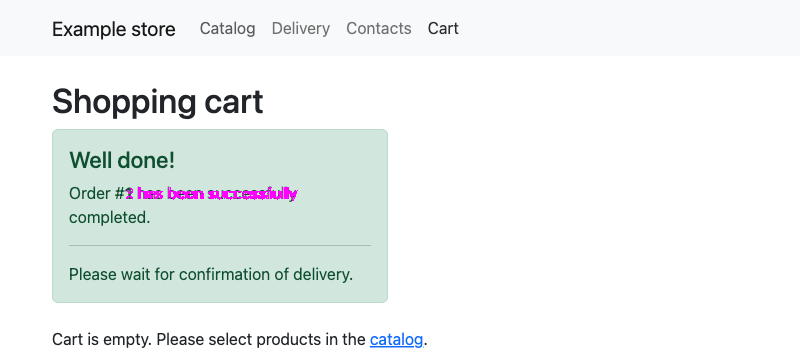 Example store Catalog Delivery Contacts Cart
Shopping cart
Well done!
Order has been successfully
completed.
Please wait for confirmation of delivery.
Cart is empty. Please select products in the catalog.